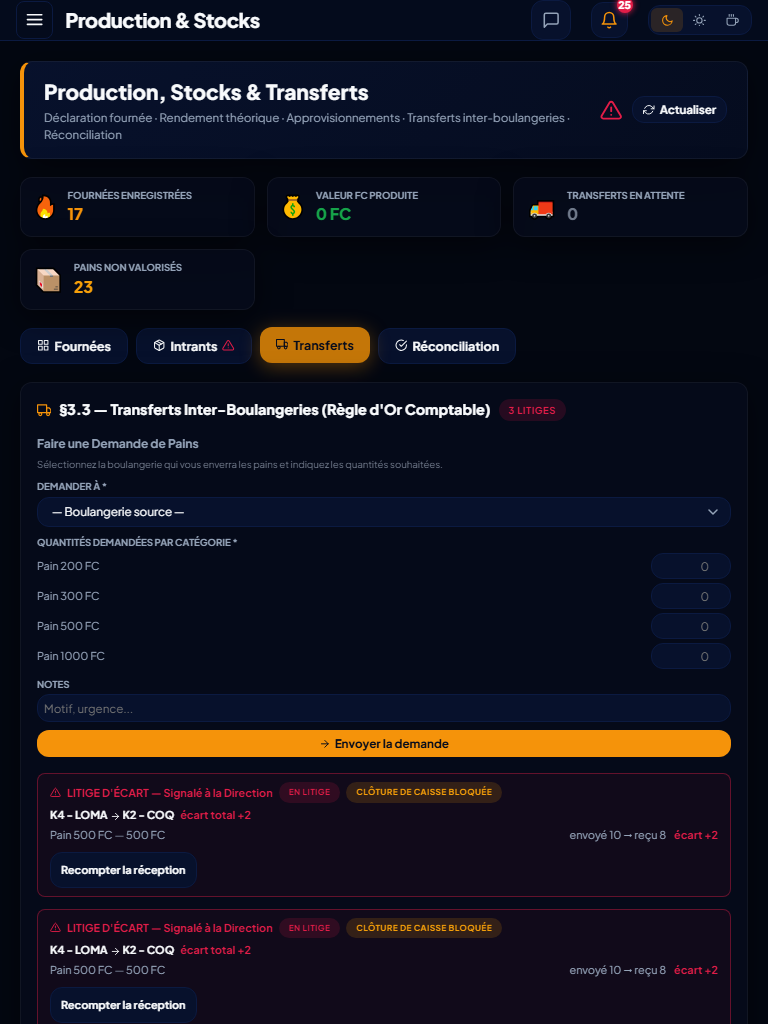 Production & Stocks
25
Production, Stocks & Transferts
Déclaration fournée · Rendement théorique · Approvisionnements · Transferts inter-boulangeries ·
Réconciliation
Actualiser
FOURNÉES ENREGISTRÉES
17
VALEUR FC PRODUITE
0 FC
TRANSFERTS EN ATTENTE
0
PAINS NON VALORISÉS
23
Fournées
Intrants
Transferts
Réconciliation
§3.3 — Transferts Inter-Boulangeries (Règle d'Or Comptable) 3 LITIGES
Faire une Demande de Pains
Sélectionnez la boulangerie qui vous enverra les pains et indiquez les quantités souhaitées.
DEMANDER À *
— Boulangerie source —
QUANTITÉS DEMANDÉES PAR CATÉGORIE *
Pain 200 FC 0
Pain 300 FC 0
Pain 500 FC 0
Pain 1000 FC 0
NOTES
Motif, urgence...
→ Envoyer la demande
LITIGE D'ÉCART — Signalé à la Direction EN LITIGE CLÔTURE DE CAISSE BLOQUÉE
K4 - LOMA → K2 - COQ écart total +2
Pain 500 FC — 500 FC envoyé 10 → reçu 8 écart +2
Recompter la réception
LITIGE D'ÉCART — Signalé à la Direction EN LITIGE CLÔTURE DE CAISSE BLOQUÉE
K4 - LOMA → K2 - COQ écart total +2
Pain 500 FC — 500 FC envoyé 10 → reçu 8 écart +2
Recompter la réception